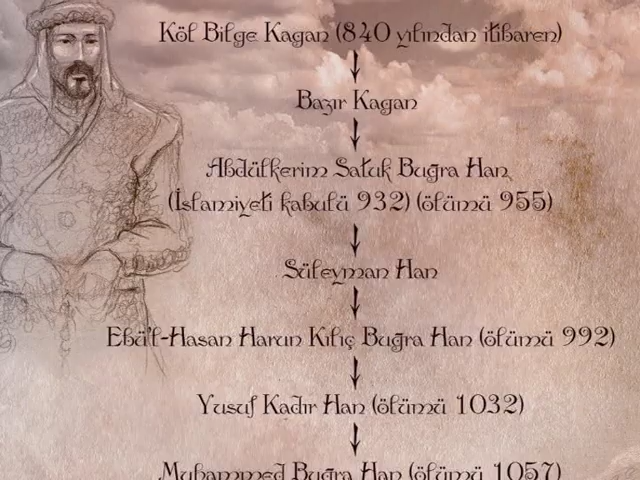 Köl Bilge Kagan (840 yılından itibaren)
Bazır Kagan
Abdülkerim Satuk Buğra Han
(İslamiyeti kabulü 932) (ölümü 955)
Süleyman Han
Ebü'l-Hasan Harun Kılıç Buğra Han (ölümü 992)
Yusuf Kadır Han (ölümü 1032)
Muhammed Buğra Han (ölümü 1057)